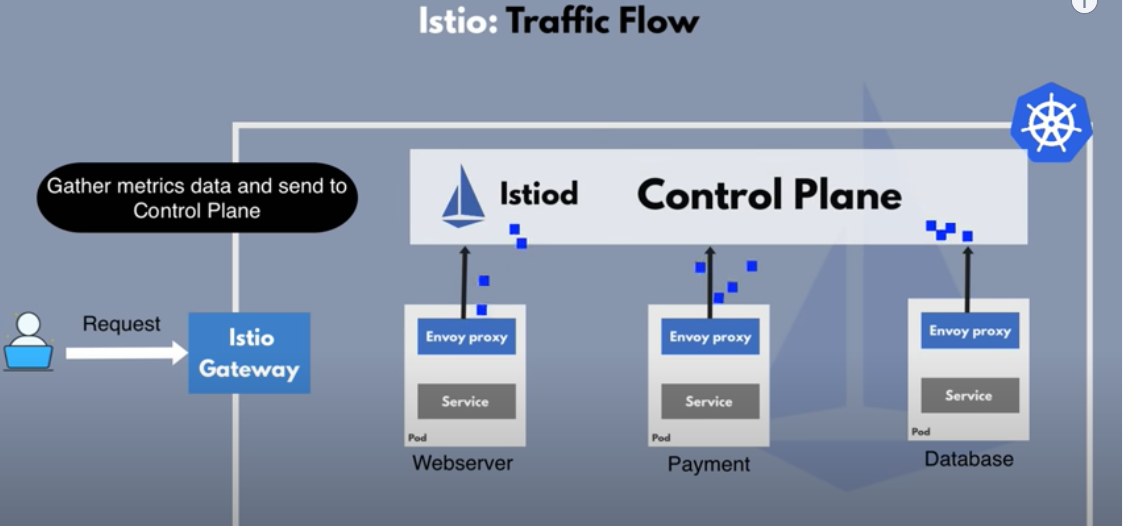 Istio: Traffic Flow
Gather metrics data and send to
Control Plane
Istiod
Control Plane
Request
Istio
Gateway
Envoy proxy
Service
Pod
Webserver
Envoy proxy
Service
Pod
Payment
Envoy proxy
Service
Pod
Database